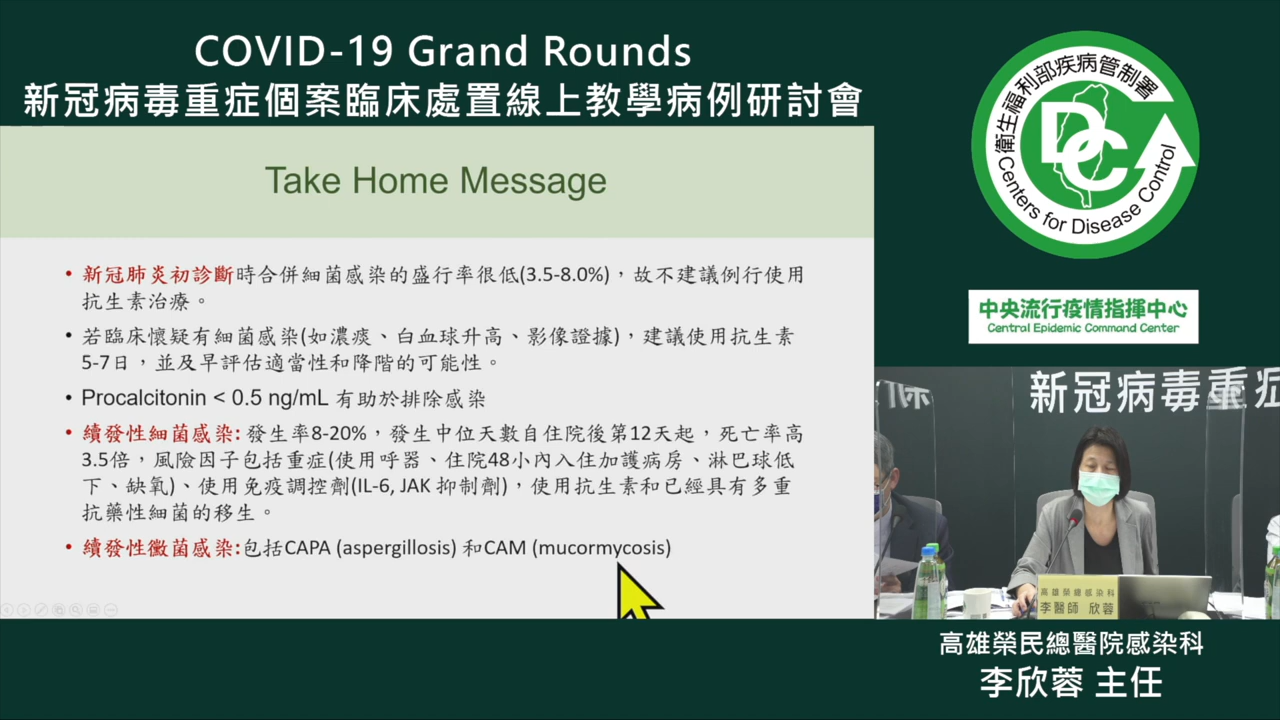 COVID-19 Grand Rounds
新冠病毒重症個案臨床處置線上教學病例研討會
Take Home Message
• 新冠肺炎初診斷時合併細菌感染的盛行率很低(3.5-8.0%)，故不建議例行使用
抗生素治療。
• 若臨床懷疑有細菌感染(如濃痰、白血球升高、影像證據)，建議使用抗生素
5-7日，並及早評估適當性和降階的可能性。
• Procalcitonin < 0.5 ng/mL 有助於排除感染
• 續發性細菌感染: 發生率8-20%，發生中位天數自住院後第12天起，死亡率高
3.5倍，風險因子包括重症(使用呼器、住院48小內入住加護病房、淋巴球低
下、缺氧)、使用免疫調控劑(IL-6, JAK 抑制劑)，使用抗生素和已經具有多重
抗藥性細菌的移生。
• 續發性黴菌感染:包括CAPA (aspergillosis) 和CAM (mucormycosis)
衛生福利部疾病管制署
DC
Centers for Disease Control
中央流行疫情指揮中心
Central Epidemic Command Center
新冠病毒重症
高雄榮總感染科
李醫師 欣蓉
高雄榮民總醫院感染科
李欣蓉 主任